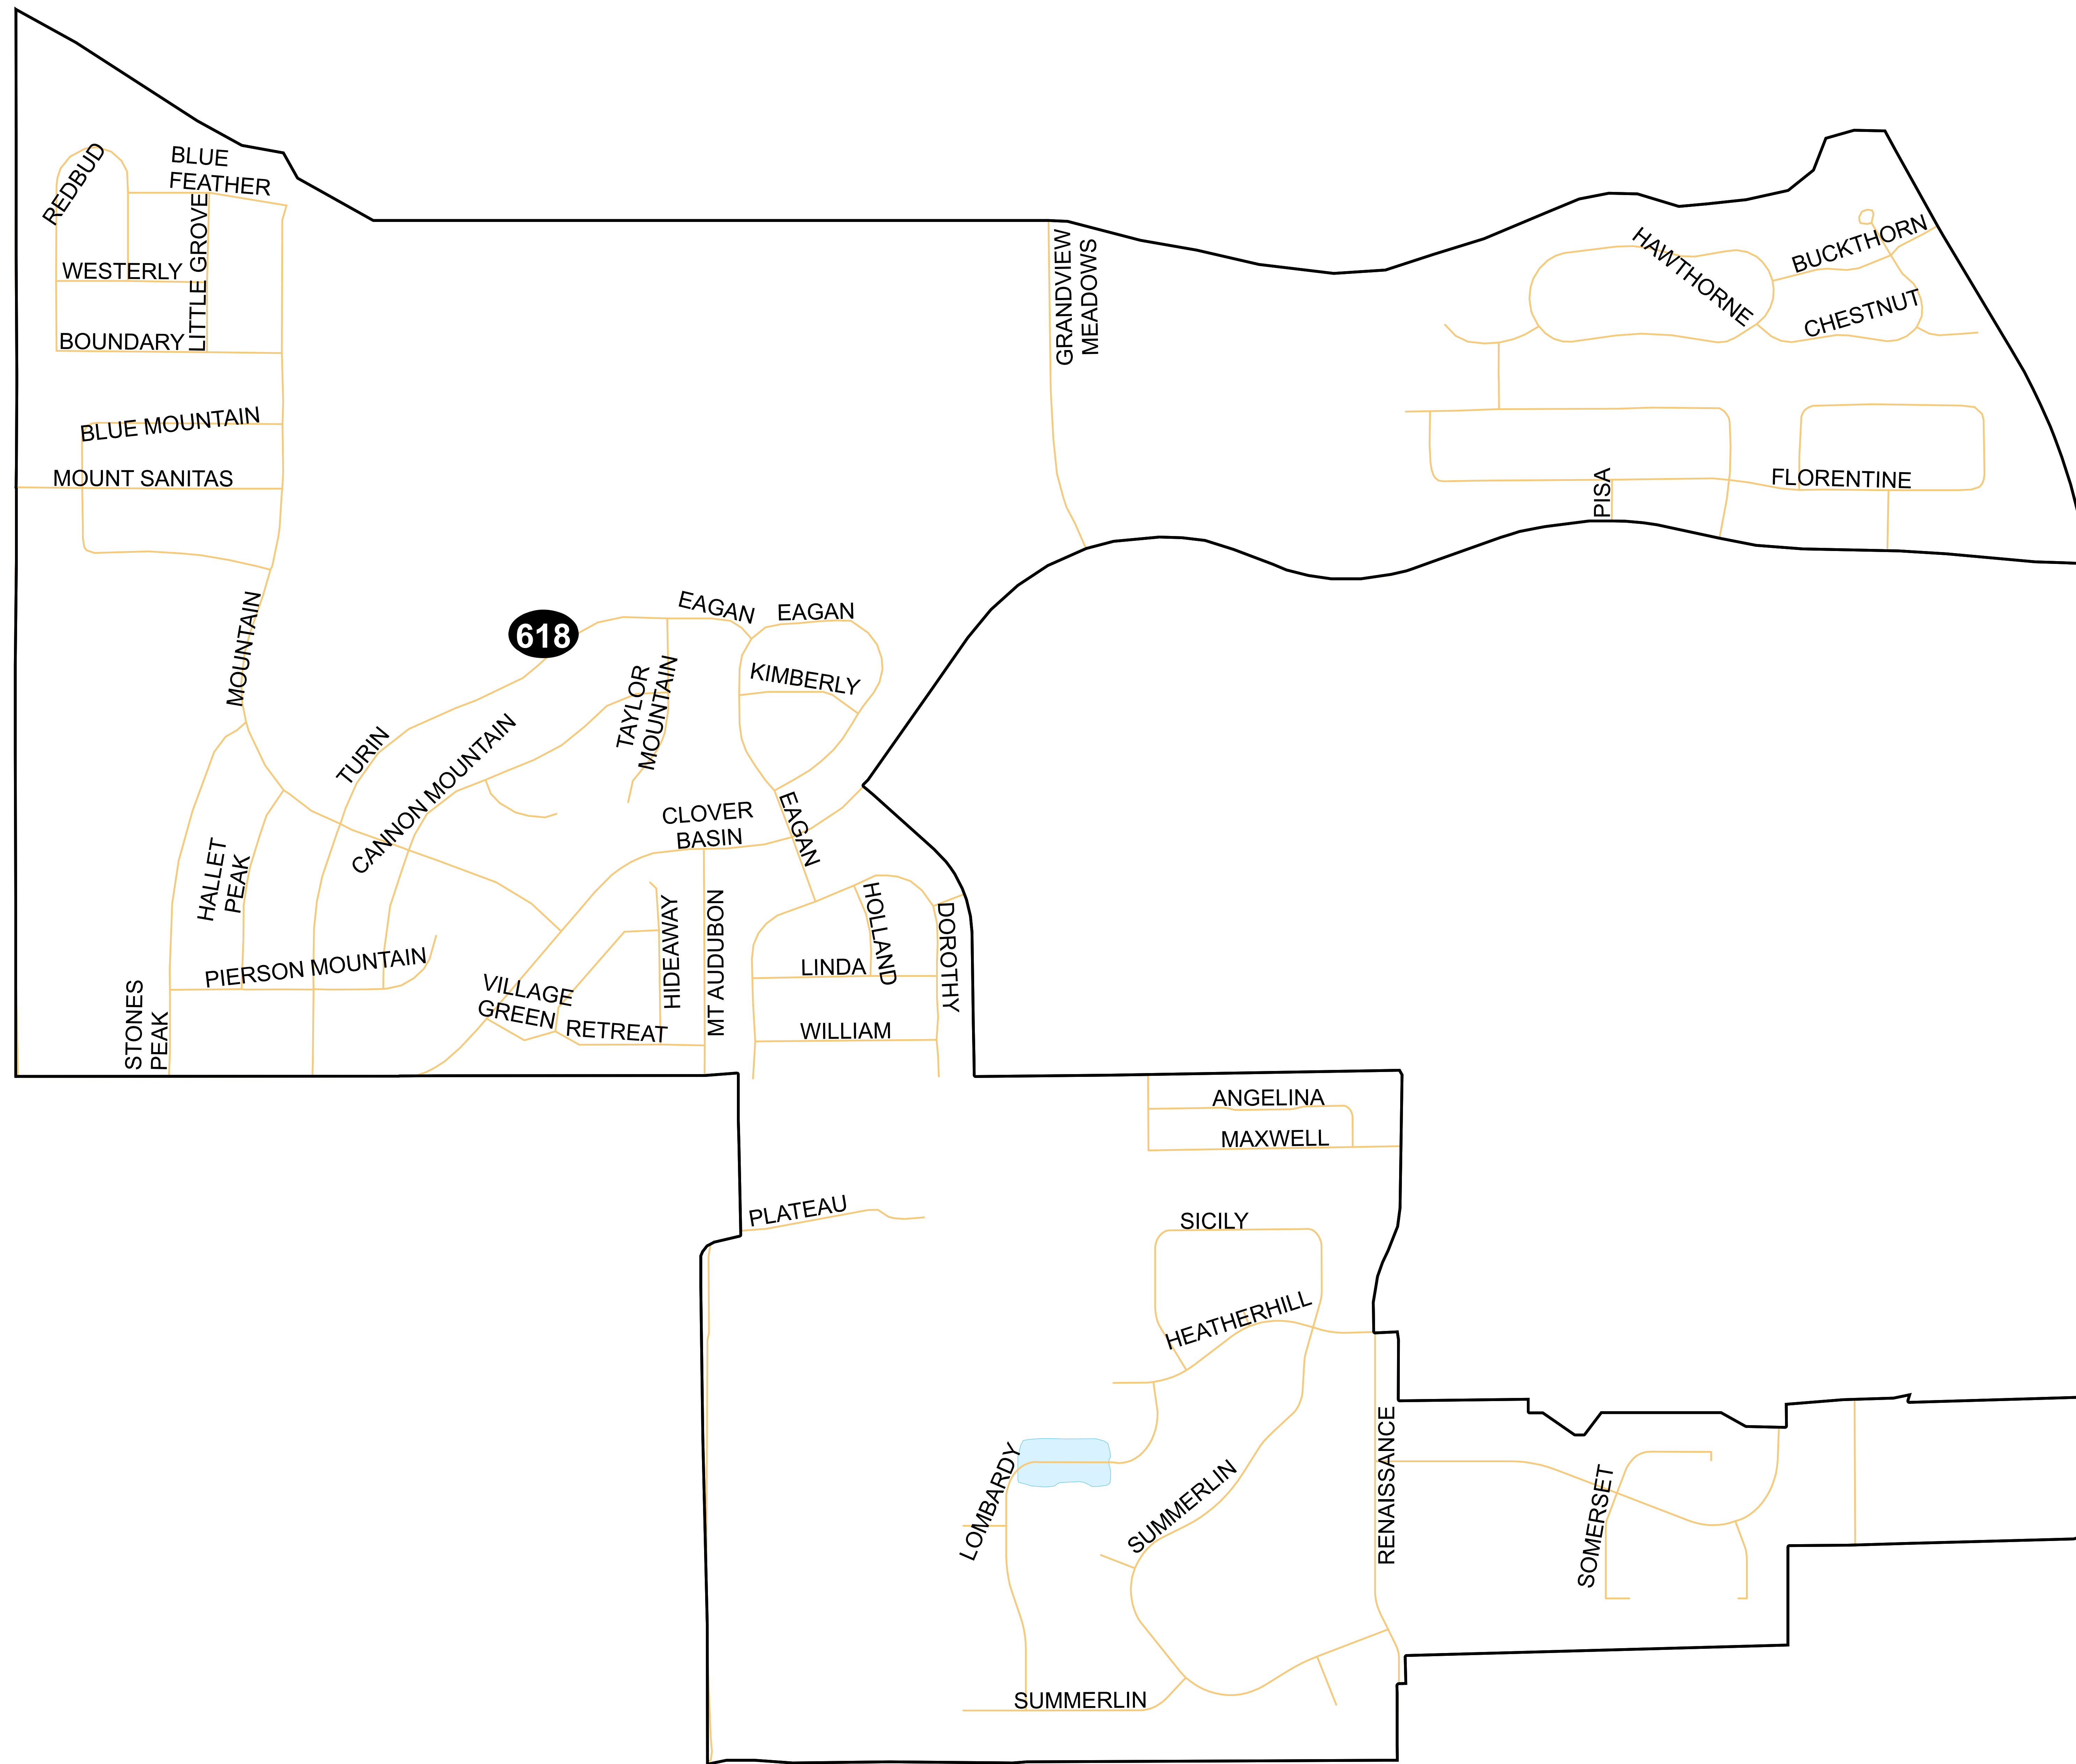 REDBUD
BLUE
FEATHER
LITTLE GROVE
WESTERLY
BOUNDARY
BLUE MOUNTAIN
MOUNT SANITAS
GRANDVIEW
MEADOWS
HAWTHORNE
BUCKTHORN
CHESTNUT
PISA
FLORENTINE
MOUNTAIN
618
EAGAN
EAGAN
KIMBERLY
TAYLOR
MOUNTAIN
TURIN
CANNON MOUNTAIN
CLOVER
BASIN
EAGAN
HALLET
PEAK
HIDEAWAY
MT AUDUBON
HOLLAND
DOROTHY
LINDA
PIERSON MOUNTAIN
VILLAGE
GREEN
RETREAT
WILLIAM
STONES
PEAK
ANGELINA
MAXWELL
PLATEAU
SICILY
HEATHERHILL
LOMBARDY
SUMMERLIN
RENAISSANCE
SOMERSET
SUMMERLIN